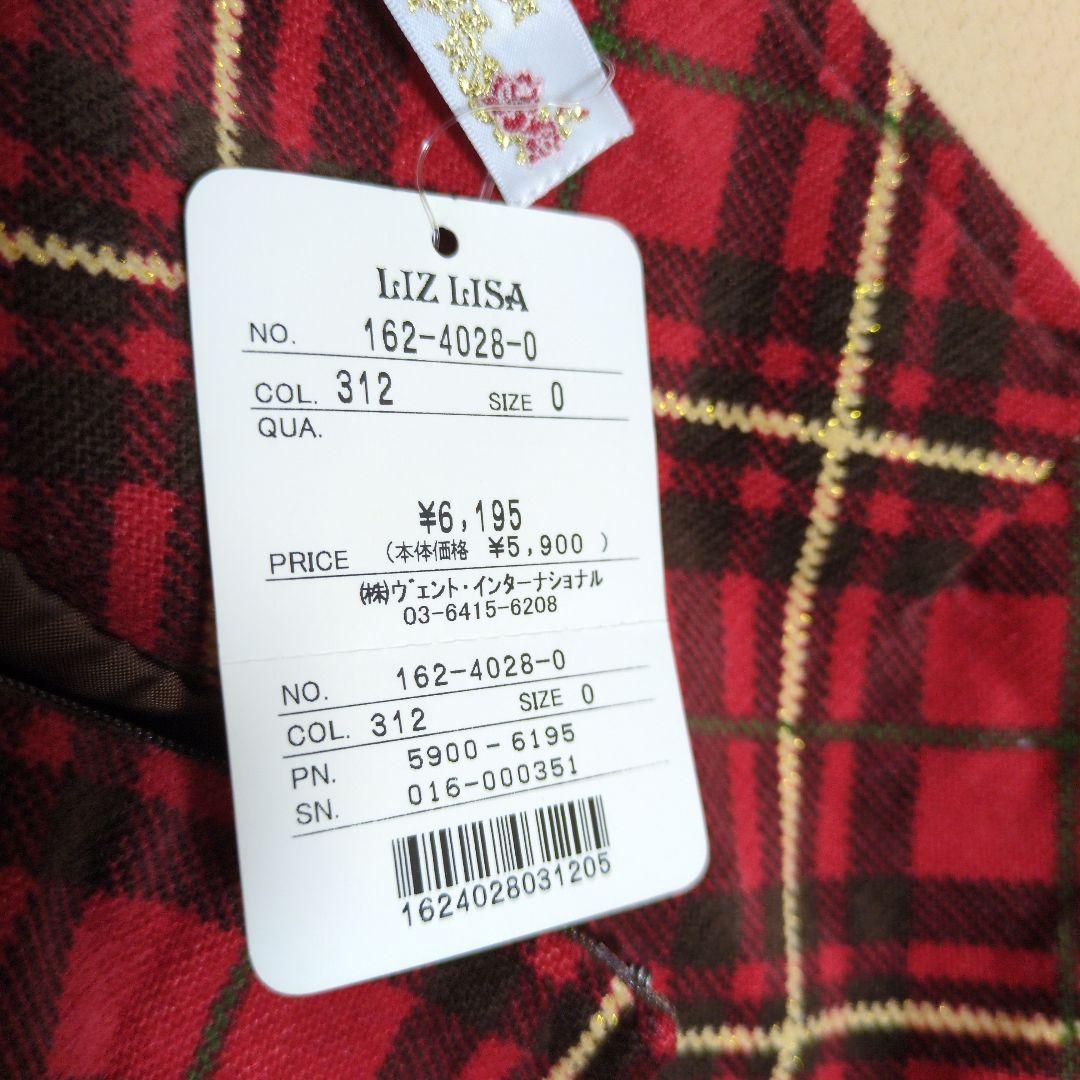 LIZ LISA
NO. 162-4028-0
COL. 312 SIZE 0
QUA.
¥6,195
PRICE (本体価格 ¥5,900 )
㈱ヴェント・インターナショナル
03-6415-6208
NO. 162-4028-0
COL. 312 SIZE 0
PN. 5900-6195
SN. 016-000351
1624028031205